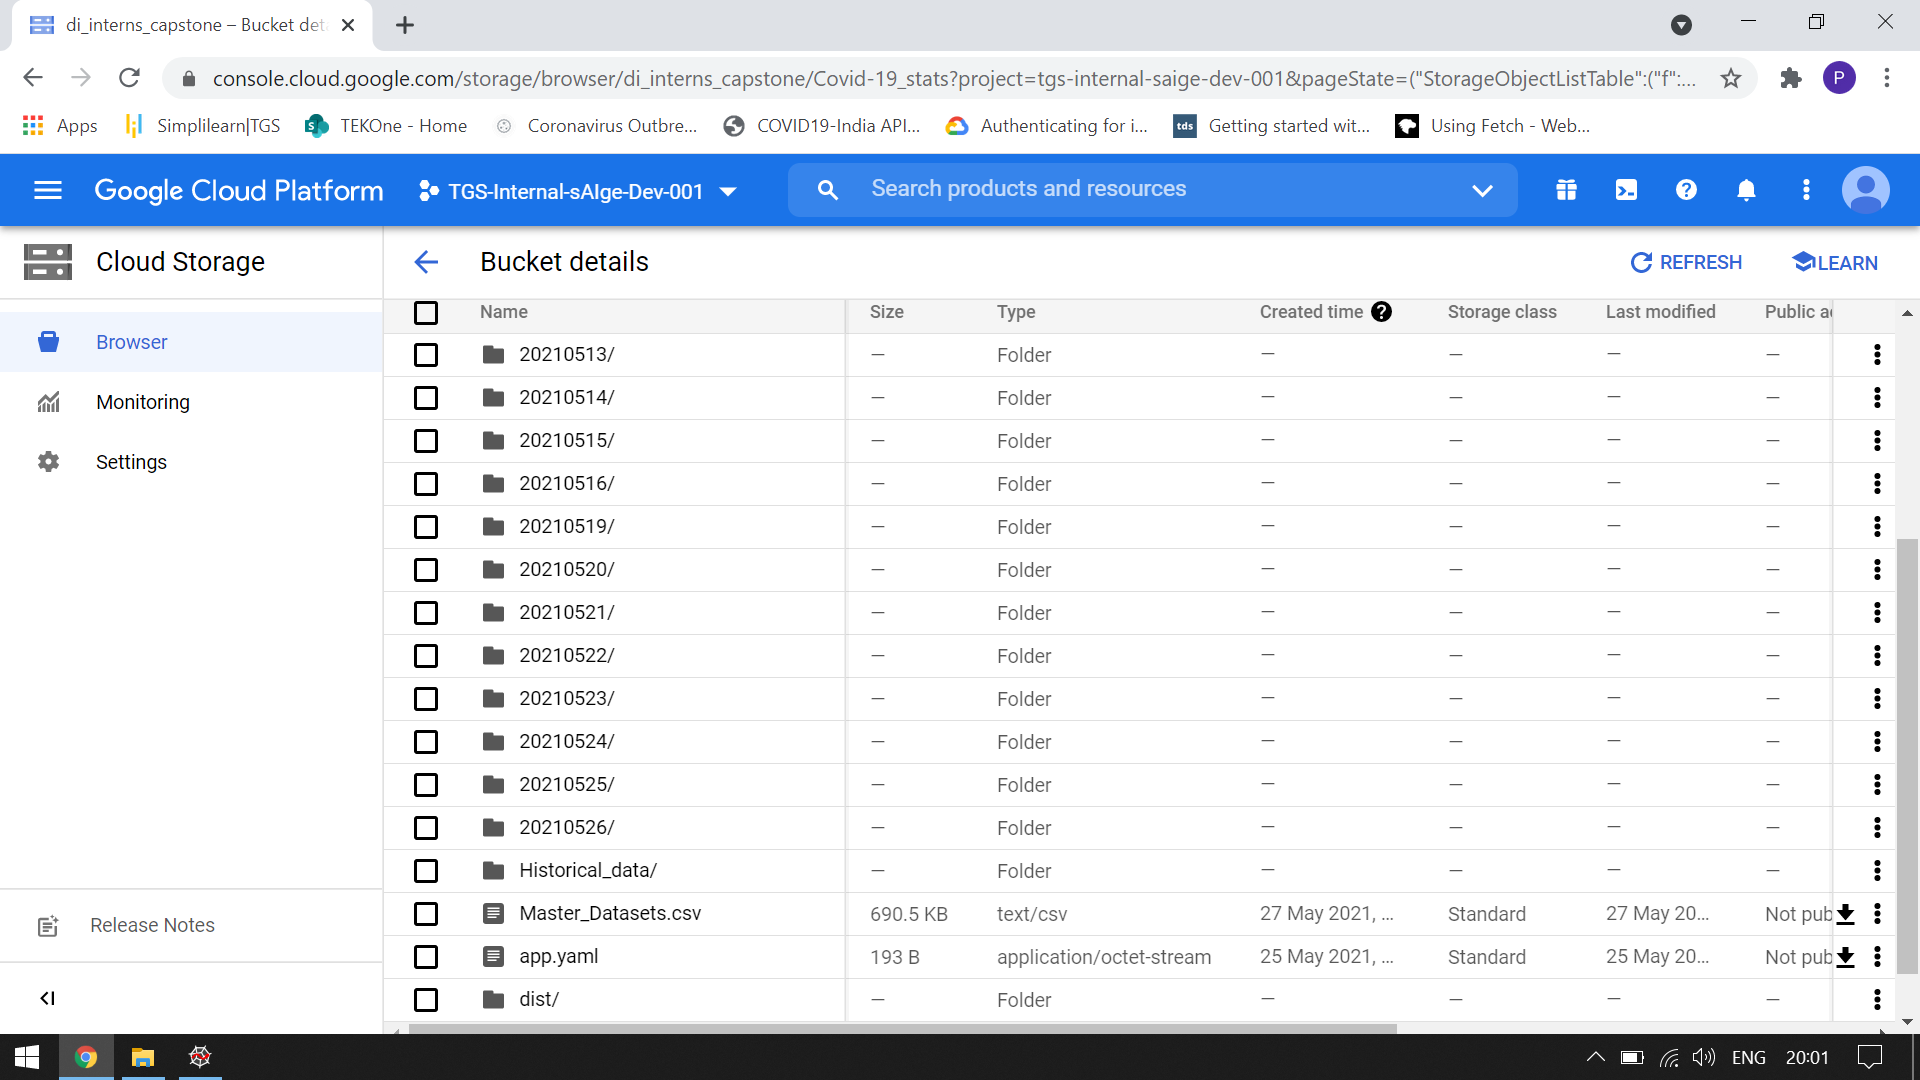 di_interns_capstone – Bucket det
console.cloud.google.com/storage/browser/di_interns_capstone/Covid-19_stats?project=tgs-internal-saige-dev-001&pageState=("StorageObjectListTable":("f":...
P
Apps Simplilearn|TGS TEKOne - Home Coronavirus Outbre... COVID19-India API... Authenticating for i... tds Getting started wit... Using Fetch - Web...
Google Cloud Platform TGS-Internal-sAIge-Dev-001 Search products and resources
Cloud Storage
Bucket details
REFRESH
LEARN
Browser
Monitoring
Settings
Release Notes
Name Size Type Created time Storage class Last modified Public a
20210513/ — Folder — — — —
20210514/ — Folder — — — —
20210515/ — Folder — — — —
20210516/ — Folder — — — —
20210519/ — Folder — — — —
20210520/ — Folder — — — —
20210521/ — Folder — — — —
20210522/ — Folder — — — —
20210523/ — Folder — — — —
20210524/ — Folder — — — —
20210525/ — Folder — — — —
20210526/ — Folder — — — —
Historical_data/ — Folder — — — —
Master_Datasets.csv 690.5 KB text/csv 27 May 2021, ... Standard 27 May 20... Not pub
app.yaml 193 B application/octet-stream 25 May 2021, ... Standard 25 May 20... Not pub
dist/ — Folder — — — —
ENG 20:01